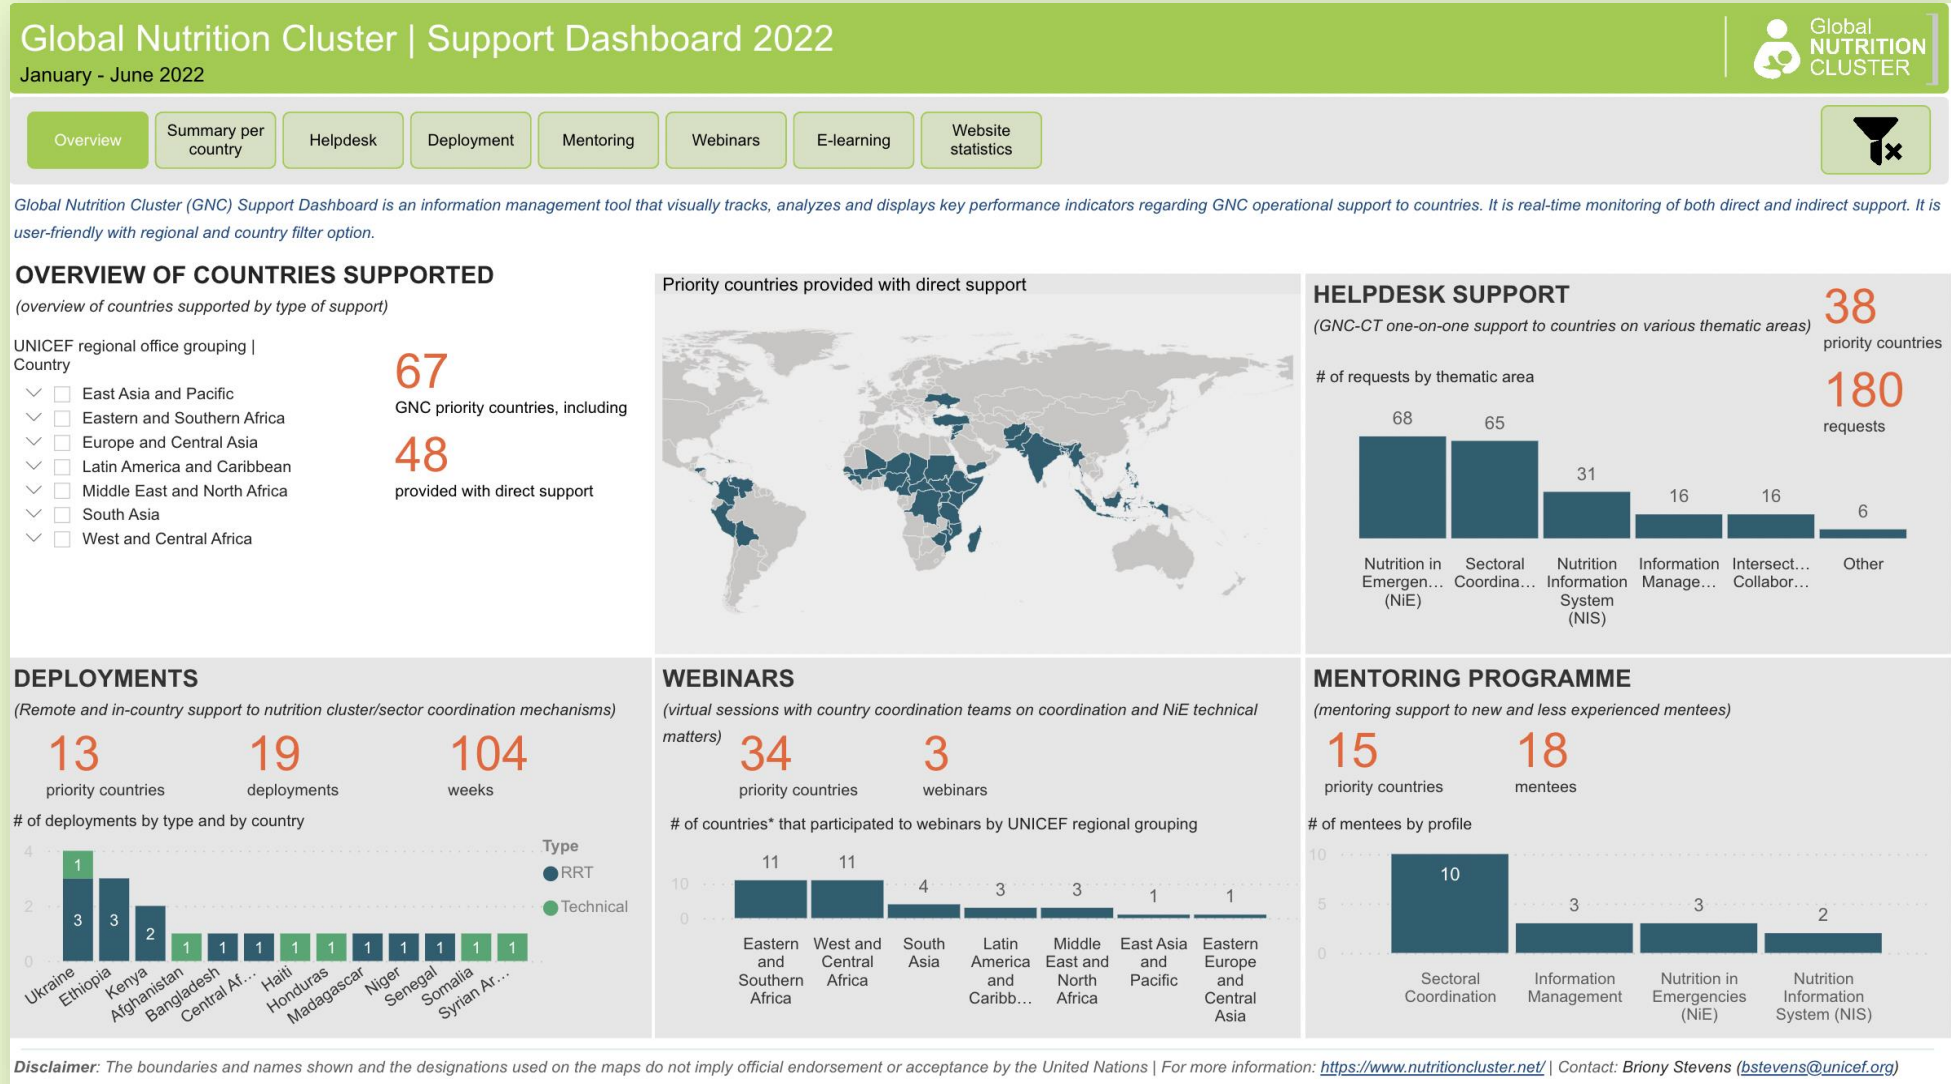 Global Nutrition Cluster | Support Dashboard 2022
January - June 2022
Global
NUTRITION
CLUSTER
Overview
Summary per
country
Helpdesk
Deployment
Mentoring
Webinars
E-learning
Website
statistics
Global Nutrition Cluster (GNC) Support Dashboard is an information management tool that visually tracks, analyzes and displays key performance indicators regarding GNC operational support to countries. It is real-time monitoring of both direct and indirect support. It is
user-friendly with regional and country filter option.
OVERVIEW OF COUNTRIES SUPPORTED
(overview of countries supported by type of support)
UNICEF regional office grouping |
Country
East Asia and Pacific
Eastern and Southern Africa
Europe and Central Asia
Latin America and Caribbean
Middle East and North Africa
South Asia
West and Central Africa
67
GNC priority countries, including
48
provided with direct support
Priority countries provided with direct support
HELPDESK SUPPORT
(GNC-CT one-on-one support to countries on various thematic areas)
38
priority countries
180
requests
# of requests by thematic area
68
65
31
16
16
6
Nutrition in
Emergen...
(NiE)
Sectoral
Coordina...
Nutrition
Information
System
(NIS)
Information
Manage...
Intersect...
Collabor...
Other
DEPLOYMENTS
(Remote and in-country support to nutrition cluster/sector coordination mechanisms)
13
priority countries
19
deployments
104
weeks
# of deployments by type and by country
Type
RRT
Technical
4
2
0
1
3
3
2
1
1
1
1
1
1
1
1
1
1
Ukraine
Ethiopia
Kenya
Afghanistan
Bangladesh
Central Af...
Haiti
Honduras
Madagascar
Niger
Senegal
Somalia
Syrian Ar...
WEBINARS
(virtual sessions with country coordination teams on coordination and NiE technical
matters)
34
priority countries
3
webinars
# of countries* that participated to webinars by UNICEF regional grouping
10
0
11
11
4
3
3
1
1
Eastern
and
Southern
Africa
West and
Central
Africa
South
Asia
Latin
America
and
Caribb...
Middle
East and
North
Africa
East Asia
and
Pacific
Eastern
Europe
and
Central
Asia
MENTORING PROGRAMME
(mentoring support to new and less experienced mentees)
15
priority countries
18
mentees
# of mentees by profile
10
5
0
10
3
3
2
Sectoral
Coordination
Information
Management
Nutrition in
Emergencies
(NiE)
Nutrition
Information
System (NIS)
Disclaimer: The boundaries and names shown and the designations used on the maps do not imply official endorsement or acceptance by the United Nations | For more information: https://www.nutritioncluster.net/ | Contact: Briony Stevens (bstevens@unicef.org)